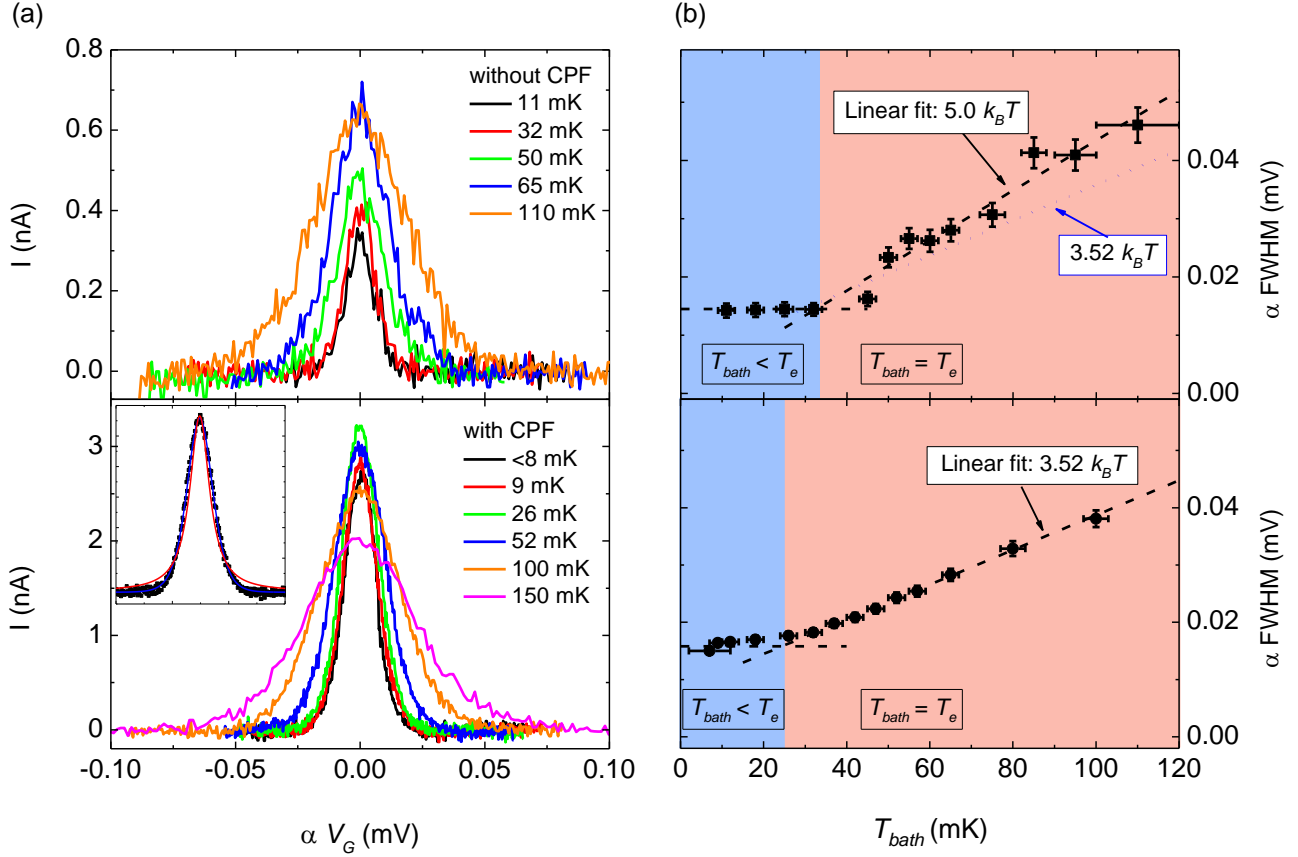 (a)
0.8
0.6
0.4
0.2
0.0
I (nA)
without CPF
11 mK
32 mK
50 mK
65 mK
110 mK
3
2
1
0
I (nA)
with CPF
<8 mK
9 mK
26 mK
52 mK
100 mK
150 mK
-0.10 -0.05 0.00 0.05 0.10
α V_G (mV)
(b)
Linear fit: 5.0 k_BT
3.52 k_BT
T_bath < T_e
T_bath = T_e
0.04
0.02
0.00
α FWHM (mV)
Linear fit: 3.52 k_BT
T_bath < T_e
T_bath = T_e
0.04
0.02
0.00
α FWHM (mV)
0 20 40 60 80 100 120
T_bath (mK)